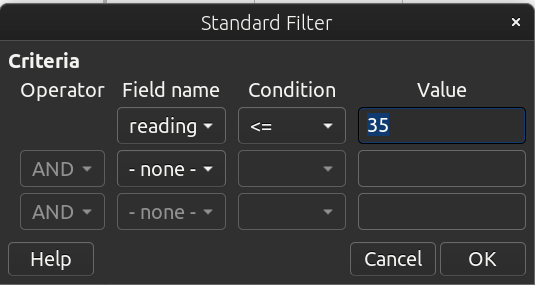 Standard Filter ×
Criteria
Operator Field name Condition Value
reading <= 35
AND - none -
AND - none -
Help Cancel OK